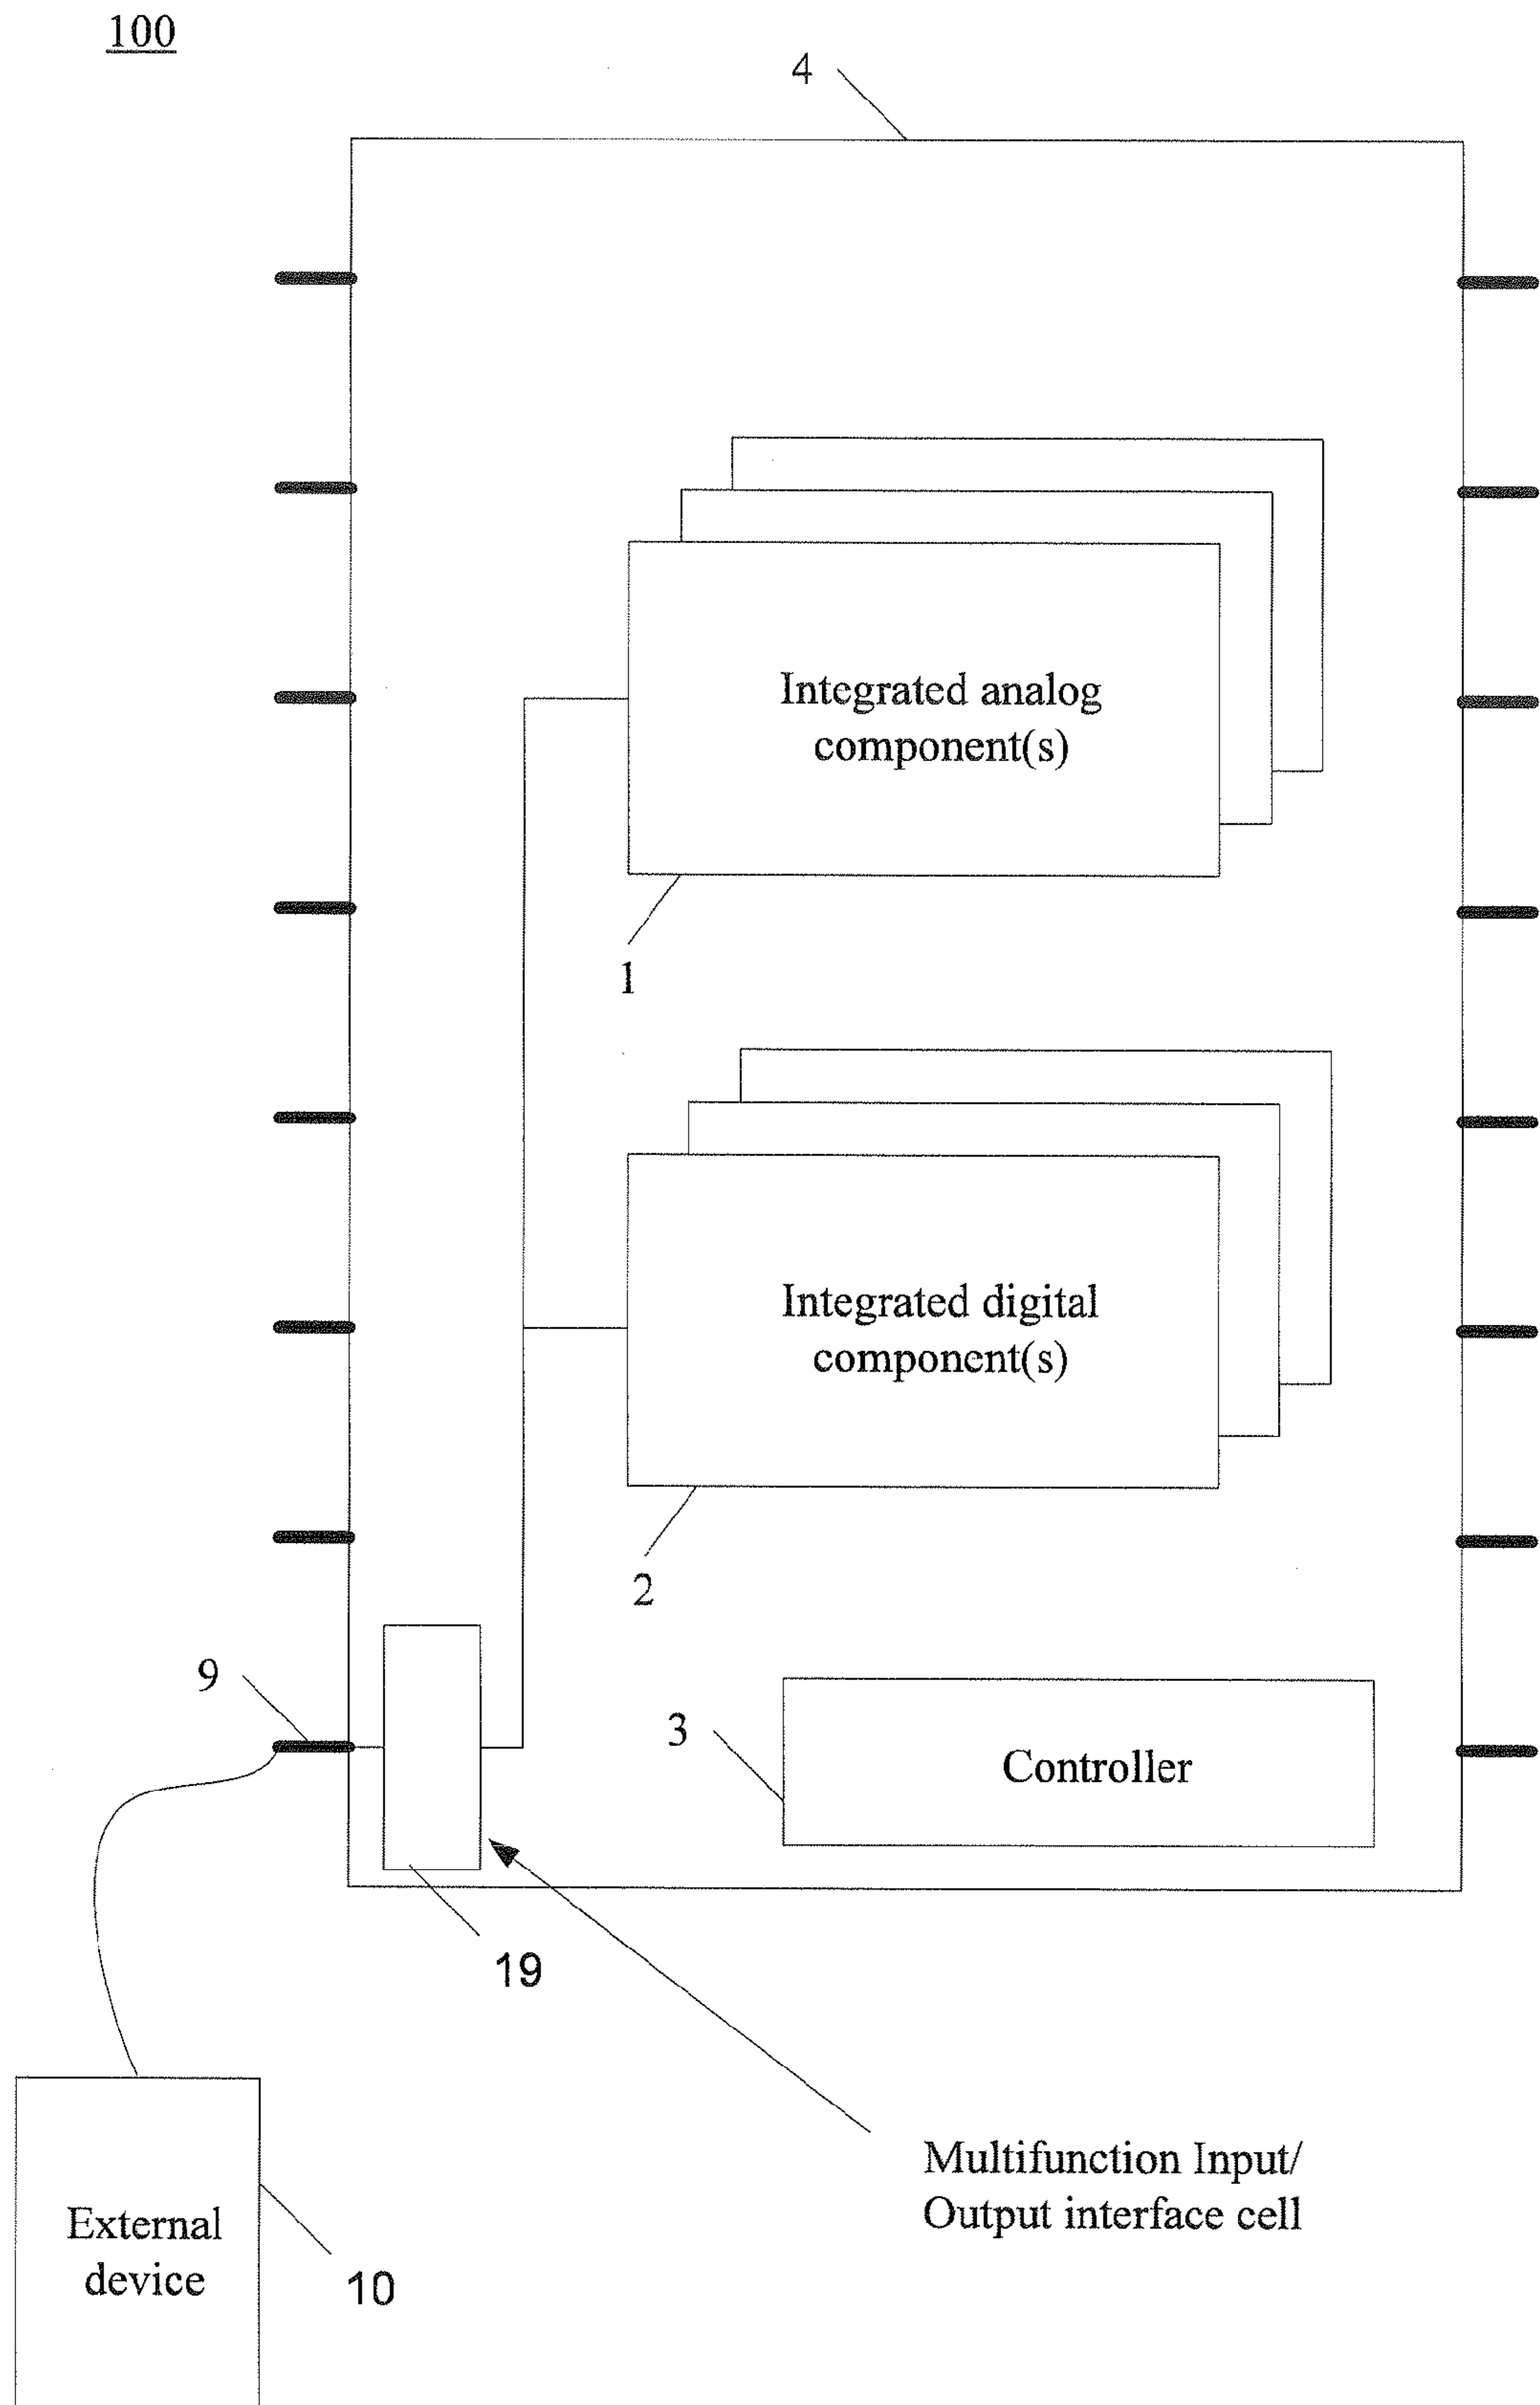 100
4
Integrated analog
component(s)
1
Integrated digital
component(s)
2
9
3
Controller
19
Multifunction Input/
Output interface cell
External
device
10